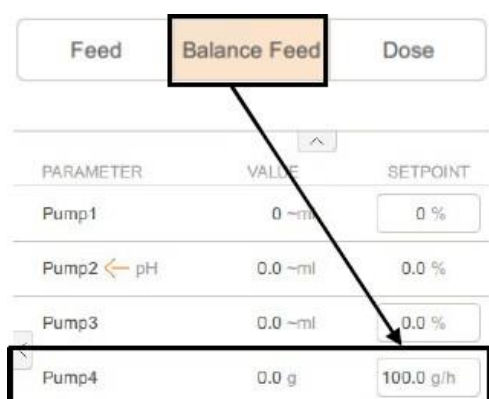 Feed Balance Feed Dose
PARAMETER VALUE SETPOINT
Pump1 0 ~ml 0 %
Pump2 ← pH 0.0 ~ml 0.0 %
Pump3 0.0 ~ml 0.0 %
Pump4 0.0 g 100.0 g/h